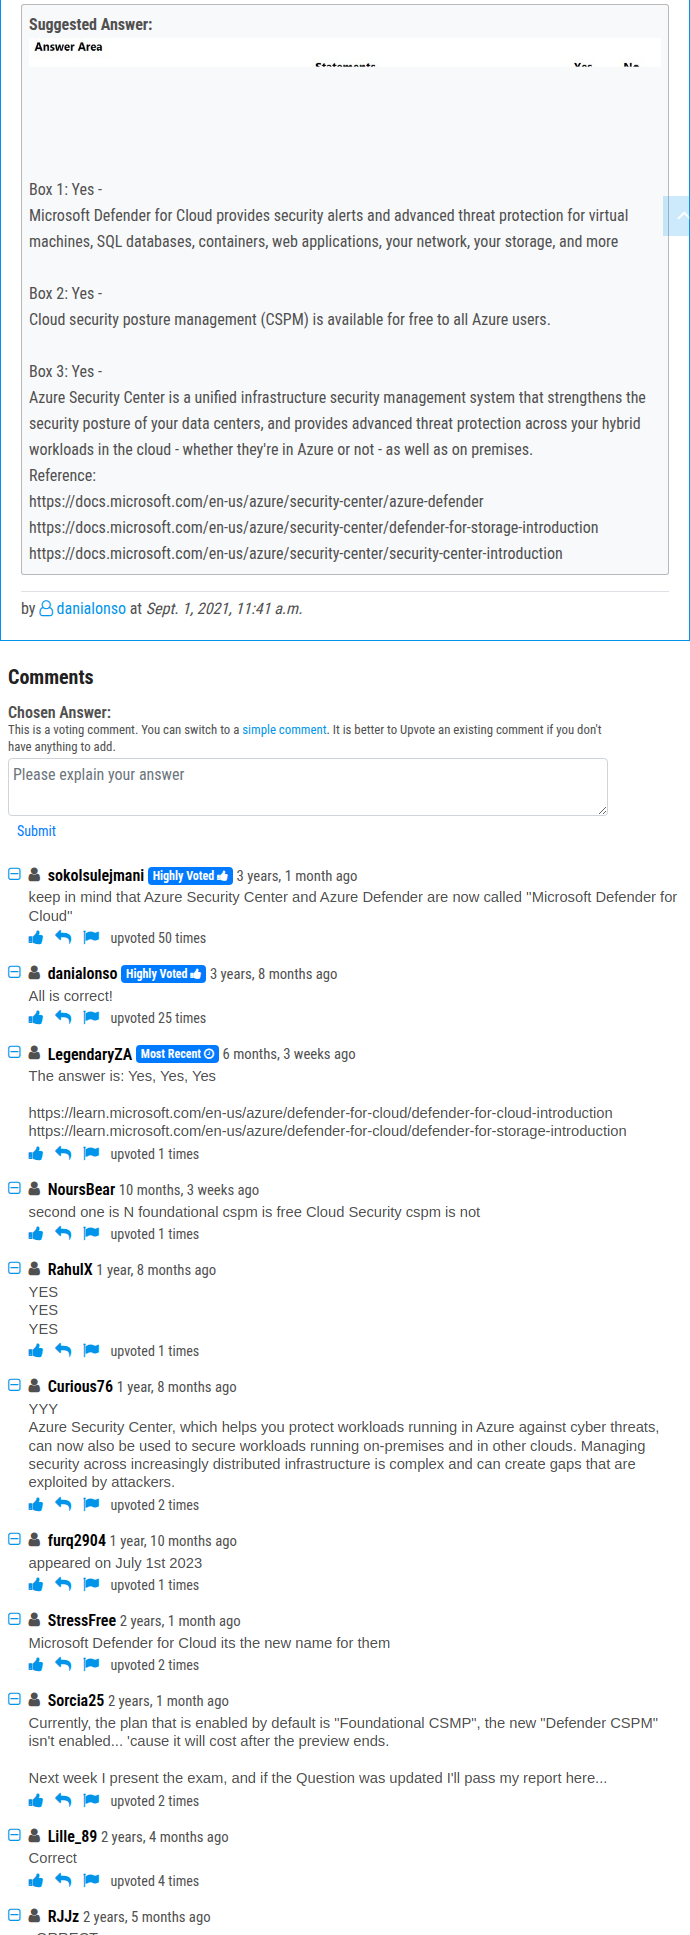 Suggested Answer:
Answer Area
Statements Yes No
Box 1: Yes -
Microsoft Defender for Cloud provides security alerts and advanced threat protection for virtual
machines, SQL databases, containers, web applications, your network, your storage, and more
Box 2: Yes -
Cloud security posture management (CSPM) is available for free to all Azure users.
Box 3: Yes -
Azure Security Center is a unified infrastructure security management system that strengthens the
security posture of your data centers, and provides advanced threat protection across your hybrid
workloads in the cloud - whether they're in Azure or not - as well as on premises.
Reference:
https://docs.microsoft.com/en-us/azure/security-center/azure-defender
https://docs.microsoft.com/en-us/azure/security-center/defender-for-storage-introduction
https://docs.microsoft.com/en-us/azure/security-center/security-center-introduction
by danialonso at Sept. 1, 2021, 11:41 a.m.
Comments
Chosen Answer:
This is a voting comment. You can switch to a simple comment. It is better to Upvote an existing comment if you don't
have anything to add.
Please explain your answer
Submit
sokolsulejmani Highly Voted 3 years, 1 month ago
keep in mind that Azure Security Center and Azure Defender are now called "Microsoft Defender for
Cloud"
upvoted 50 times
danialonso Highly Voted 3 years, 8 months ago
All is correct!
upvoted 25 times
LegendaryZA Most Recent 6 months, 3 weeks ago
The answer is: Yes, Yes, Yes
https://learn.microsoft.com/en-us/azure/defender-for-cloud/defender-for-cloud-introduction
https://learn.microsoft.com/en-us/azure/defender-for-cloud/defender-for-storage-introduction
upvoted 1 times
NoursBear 10 months, 3 weeks ago
second one is N foundational cspm is free Cloud Security cspm is not
upvoted 1 times
RahulX 1 year, 8 months ago
YES
YES
YES
upvoted 1 times
Curious76 1 year, 8 months ago
YYY
Azure Security Center, which helps you protect workloads running in Azure against cyber threats,
can now also be used to secure workloads running on-premises and in other clouds. Managing
security across increasingly distributed infrastructure is complex and can create gaps that are
exploited by attackers.
upvoted 2 times
furq2904 1 year, 10 months ago
appeared on July 1st 2023
upvoted 1 times
StressFree 2 years, 1 month ago
Microsoft Defender for Cloud its the new name for them
upvoted 2 times
Sorcia25 2 years, 1 month ago
Currently, the plan that is enabled by default is "Foundational CSMP", the new "Defender CSPM"
isn't enabled... 'cause it will cost after the preview ends.
Next week I present the exam, and if the Question was updated I'll pass my report here...
upvoted 2 times
Lille_89 2 years, 4 months ago
Correct
upvoted 4 times
RJJz 2 years, 5 months ago